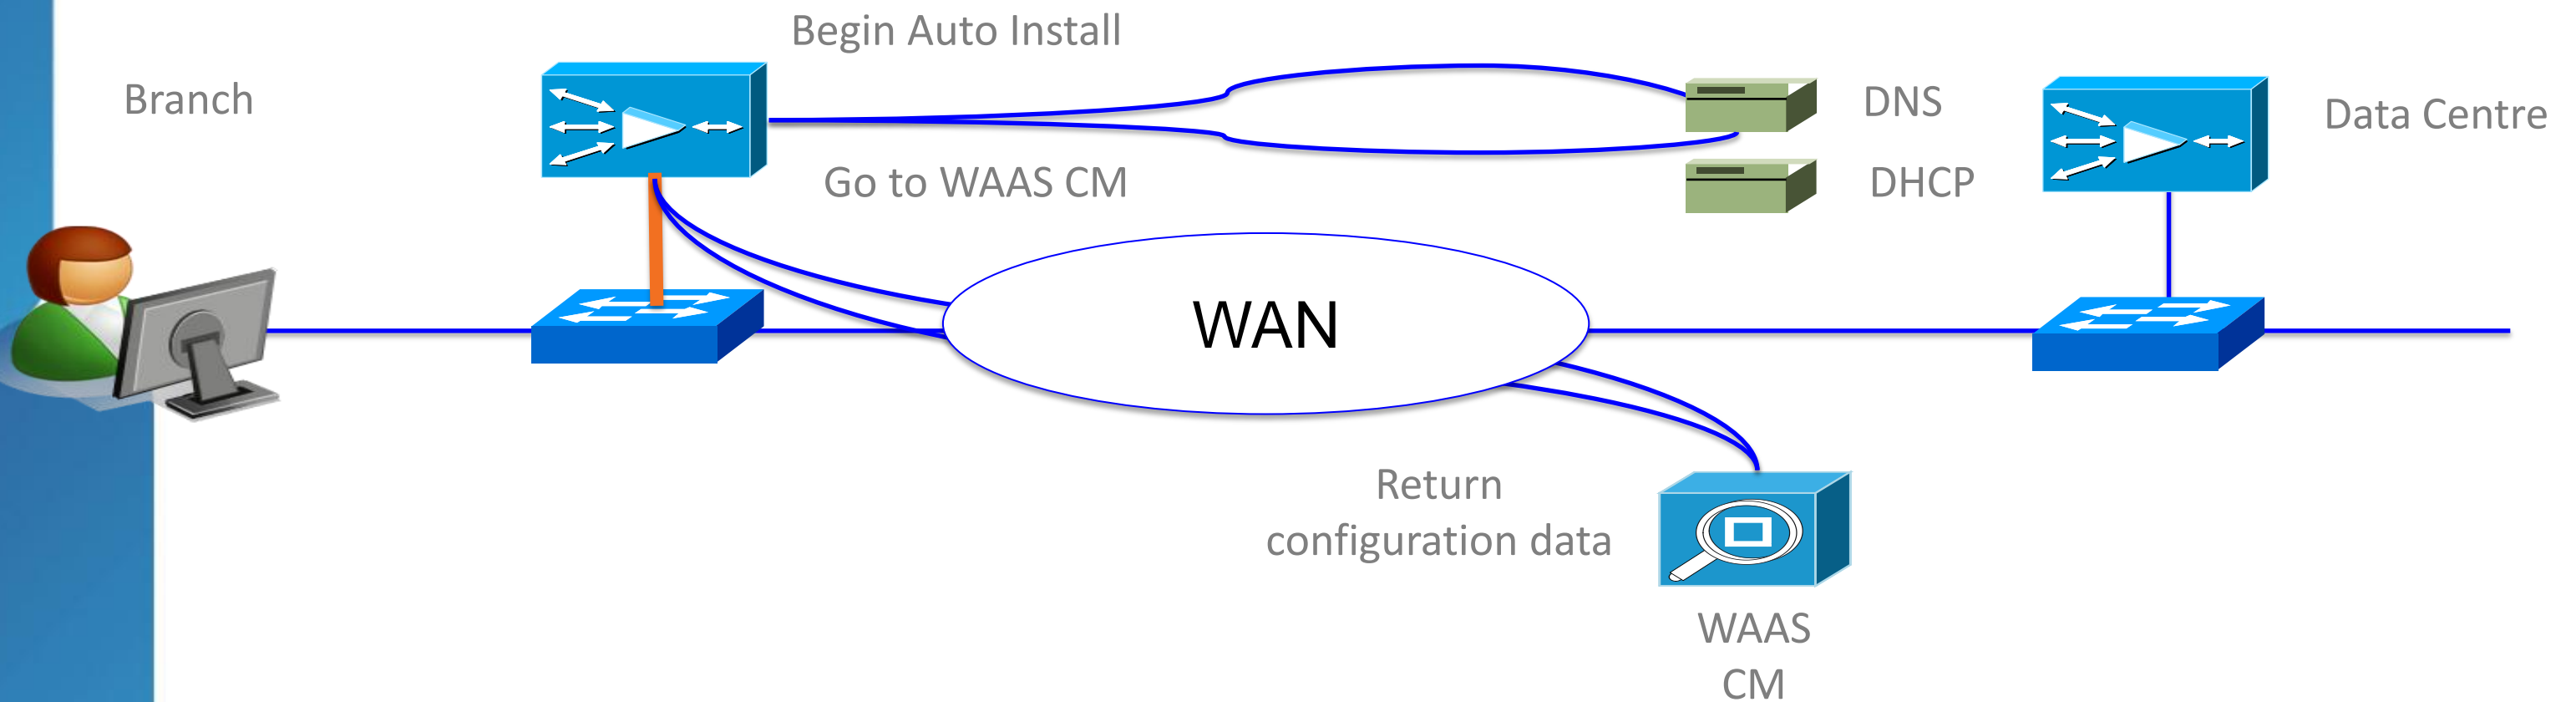 Begin Auto Install
Branch
DNS
Data Centre
Go to WAAS CM
DHCP
WAN
Return
configuration data
WAAS
CM